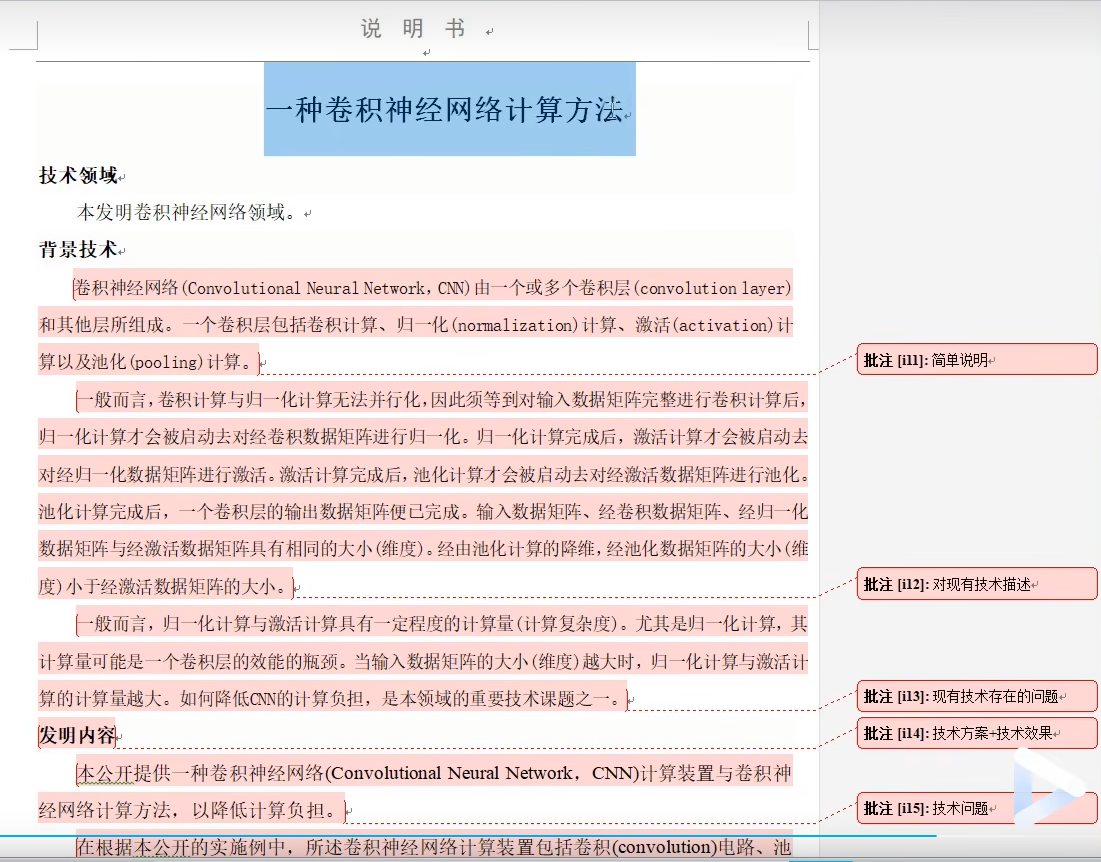 说 明 书
一种卷积神经网络计算方法
技术领域
本发明卷积神经网络领域。
背景技术
卷积神经网络(Convolutional Neural Network，CNN)由一个或多个卷积层(convolution layer)
和其他层所组成。一个卷积层包括卷积计算、归一化(normalization)计算、激活(activation)计
算以及池化(pooling)计算。
批注 [i11]: 简单说明
一般而言，卷积计算与归一化计算无法并行化，因此须等到对输入数据矩阵完整进行卷积计算后，
归一化计算才会被启动去对经卷积数据矩阵进行归一化。归一化计算完成后，激活计算才会被启动去
对经归一化数据矩阵进行激活。激活计算完成后，池化计算才会被启动去对经激活数据矩阵进行池化。
池化计算完成后，一个卷积层的输出数据矩阵便已完成。输入数据矩阵、经卷积数据矩阵、经归一化
数据矩阵与经激活数据矩阵具有相同的大小(维度)。经由池化计算的降维，经池化数据矩阵的大小(维
度)小于经激活数据矩阵的大小。
批注 [i12]: 对现有技术描述
一般而言，归一化计算与激活计算具有一定程度的计算量(计算复杂度)。尤其是归一化计算，其
计算量可能是一个卷积层的效能的瓶颈。当输入数据矩阵的大小(维度)越大时，归一化计算与激活计
算的计算量越大。如何降低CNN的计算负担，是本领域的重要技术课题之一。
批注 [i13]: 现有技术存在的问题
发明内容
批注 [i14]: 技术方案+技术效果
本公开提供一种卷积神经网络(Convolutional Neural Network，CNN)计算装置与卷积神
经网络计算方法，以降低计算负担。
批注 [i15]: 技术问题
在根据本公开的实施例中，所述卷积神经网络计算装置包括卷积(convolution)电路、池